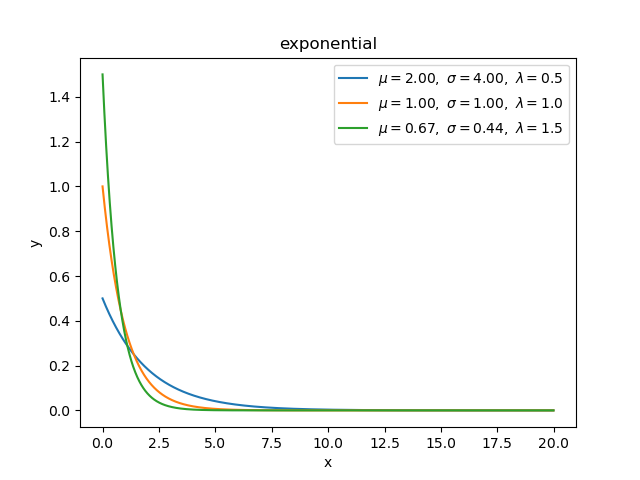 exponential
μ = 2.00, σ = 4.00, λ = 0.5
μ = 1.00, σ = 1.00, λ = 1.0
μ = 0.67, σ = 0.44, λ = 1.5
1.4
1.2
1.0
0.8
0.6
0.4
0.2
0.0
y
0.0 2.5 5.0 7.5 10.0 12.5 15.0 17.5 20.0
x